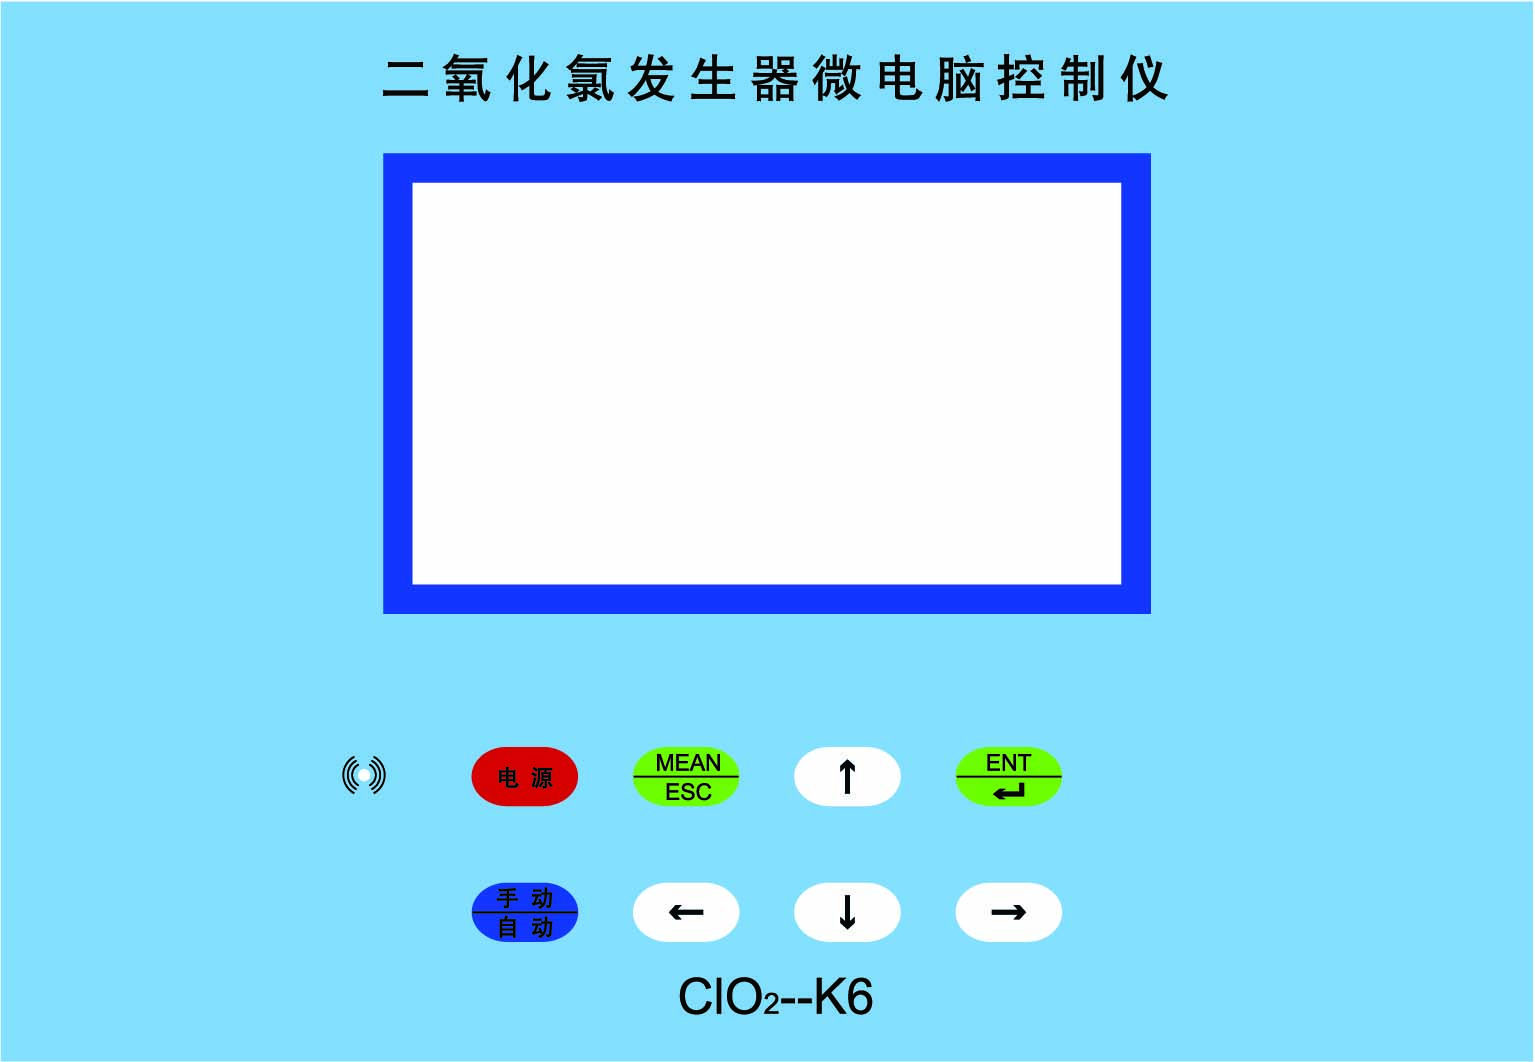 二氧化氯发生器微电脑控制仪
电源
MEAN
ESC
↑
ENT
↵
手动
自动
←
↓
→
ClO₂--K6